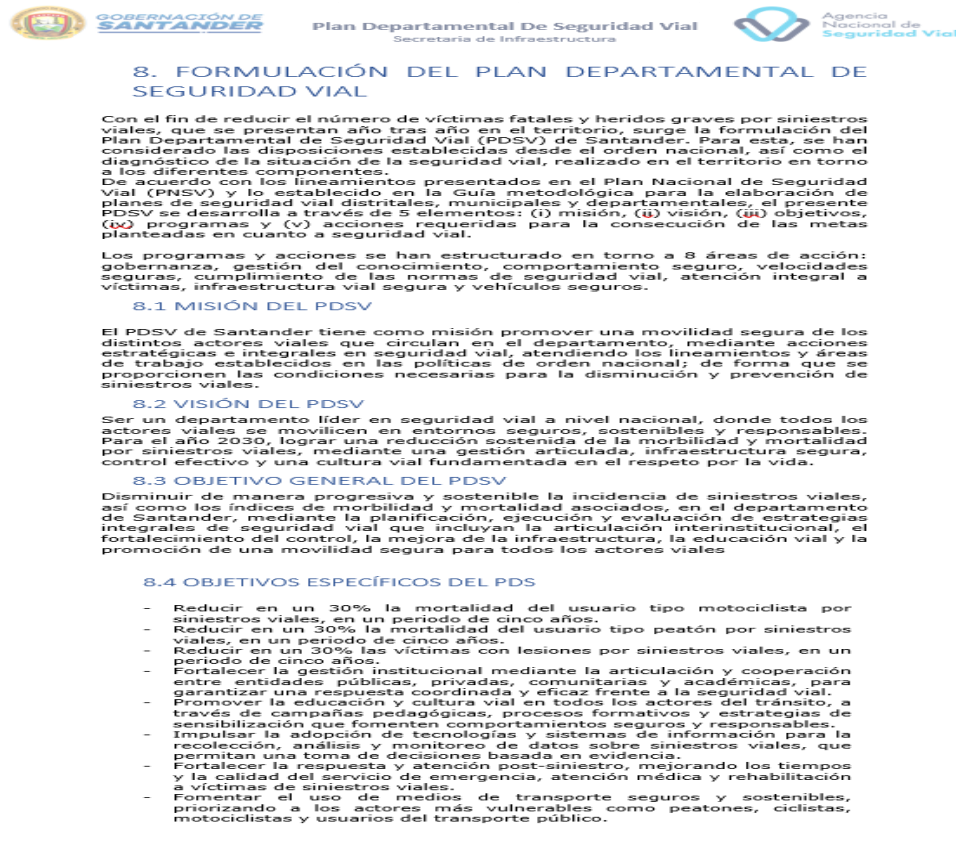 GOBERNACIÓN DE
SANTANDER
Plan Departamental De Seguridad Vial
Secretaria de Infraestructura
Agencia
Nacional de
Seguridad Vial
8. FORMULACIÓN DEL PLAN DEPARTAMENTAL DE
SEGURIDAD VIAL
Con el fin de reducir el número de víctimas fatales y heridos graves por siniestros
viales, que se presentan año tras año en el territorio, surge la formulación del
Plan Departamental de Seguridad Vial (PDSV) de Santander. Para esta, se han
considerado las disposiciones establecidas desde el orden nacional, así como el
diagnóstico de la situación de la seguridad vial, realizado en el territorio en torno
a los diferentes componentes.
De acuerdo con los lineamientos presentados en el Plan Nacional de Seguridad
Vial (PNSV) y lo establecido en la Guía metodológica para la elaboración de
planes de seguridad vial distritales, municipales y departamentales, el presente
PDSV se desarrolla a través de 5 elementos: (i) misión, (ii) visión, (iii) objetivos,
(iv) programas y (v) acciones requeridas para la consecución de las metas
planteadas en cuanto a seguridad vial.
Los programas y acciones se han estructurado en torno a 8 áreas de acción:
gobernanza, gestión del conocimiento, comportamiento seguro, velocidades
seguras, cumplimiento de las normas de seguridad vial, atención integral a
víctimas, infraestructura vial segura y vehículos seguros.
8.1 MISIÓN DEL PDSV
El PDSV de Santander tiene como misión promover una movilidad segura de los
distintos actores viales que circulan en el departamento, mediante acciones
estratégicas e integrales en seguridad vial, atendiendo los lineamientos y áreas
de trabajo establecidos en las políticas de orden nacional; de forma que se
proporcionen las condiciones necesarias para la disminución y prevención de
siniestros viales.
8.2 VISIÓN DEL PDSV
Ser un departamento líder en seguridad vial a nivel nacional, donde todos los
actores viales se movilicen en entornos seguros, sostenibles y responsables.
Para el año 2030, lograr una reducción sostenida de la morbilidad y mortalidad
por siniestros viales, mediante una gestión articulada, infraestructura segura,
control efectivo y una cultura vial fundamentada en el respeto por la vida.
8.3 OBJETIVO GENERAL DEL PDSV
Disminuir de manera progresiva y sostenible la incidencia de siniestros viales,
así como los índices de morbilidad y mortalidad asociados, en el departamento
de Santander, mediante la planificación, ejecución y evaluación de estrategias
integrales de seguridad vial que incluyan la articulación interinstitucional, el
fortalecimiento del control, la mejora de la infraestructura, la educación vial y la
promoción de una movilidad segura para todos los actores viales
8.4 OBJETIVOS ESPECÍFICOS DEL PDS
- Reducir en un 30% la mortalidad del usuario tipo motociclista por
siniestros viales, en un periodo de cinco años.
- Reducir en un 30% la mortalidad del usuario tipo peatón por siniestros
viales, en un periodo de cinco años.
- Reducir en un 30% las víctimas con lesiones por siniestros viales, en un
periodo de cinco años.
- Fortalecer la gestión institucional mediante la articulación y cooperación
entre entidades públicas, privadas, comunitarias y académicas, para
garantizar una respuesta coordinada y eficaz frente a la seguridad vial.
- Promover la educación y cultura vial en todos los actores del tránsito, a
través de campañas pedagógicas, procesos formativos y estrategias de
sensibilización que fomenten comportamientos seguros y responsables.
- Impulsar la adopción de tecnologías y sistemas de información para la
recolección, análisis y monitoreo de datos sobre siniestros viales, que
permitan una toma de decisiones basada en evidencia.
- Fortalecer la respuesta y atención post-siniestro, mejorando los tiempos
y la calidad del servicio de emergencia, atención médica y rehabilitación
a víctimas de siniestros viales.
- Fomentar el uso de medios de transporte seguros y sostenibles,
priorizando a los actores más vulnerables como peatones, ciclistas,
motociclistas y usuarios del transporte público.